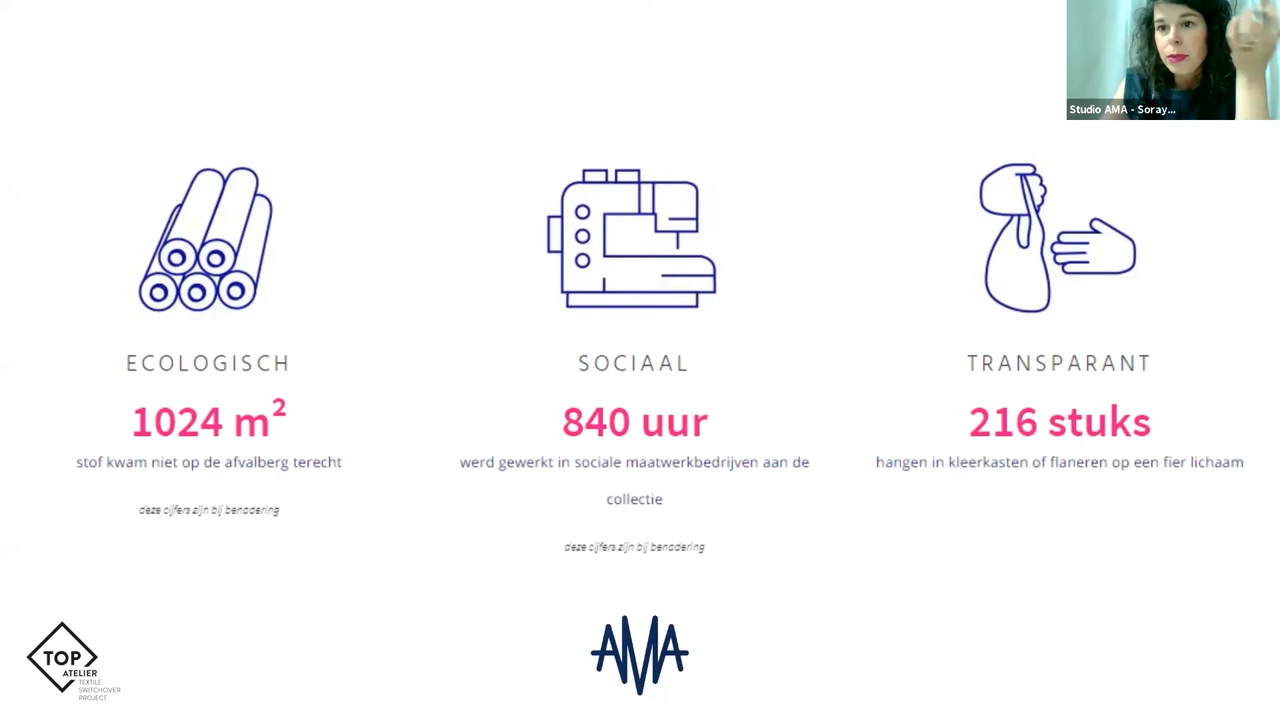 Studio AMA - Soray...
ECOLOGISCH
1024 m²
stof kwam niet op de afvalberg terecht
deze cijfers zijn bij benadering
SOCIAAL
840 uur
werd gewerkt in sociale maatwerkbedrijven aan de
collectie
deze cijfers zijn bij benadering
TRANSPARANT
216 stuks
hangen in kleerkasten of flaneren op een fier lichaam
TOP
ATELIER
TEXTILE
SWITCHOVER
PROJECT
AMA